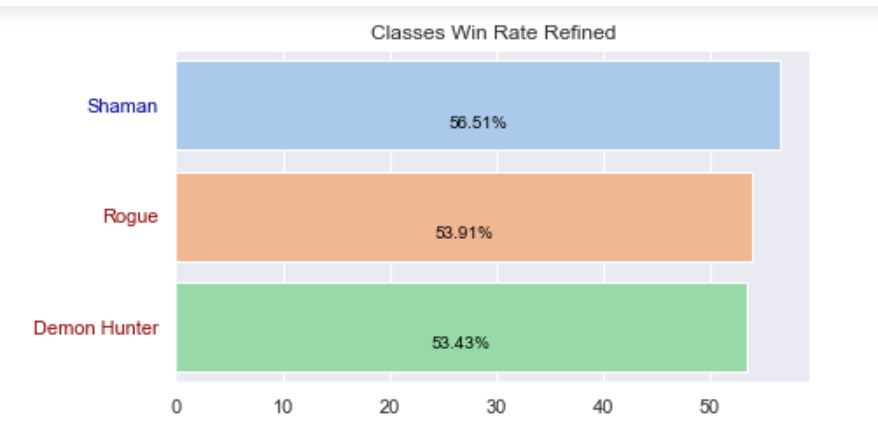 Classes Win Rate Refined
Shaman
56.51%
Rogue
53.91%
Demon Hunter
53.43%
0 10 20 30 40 50